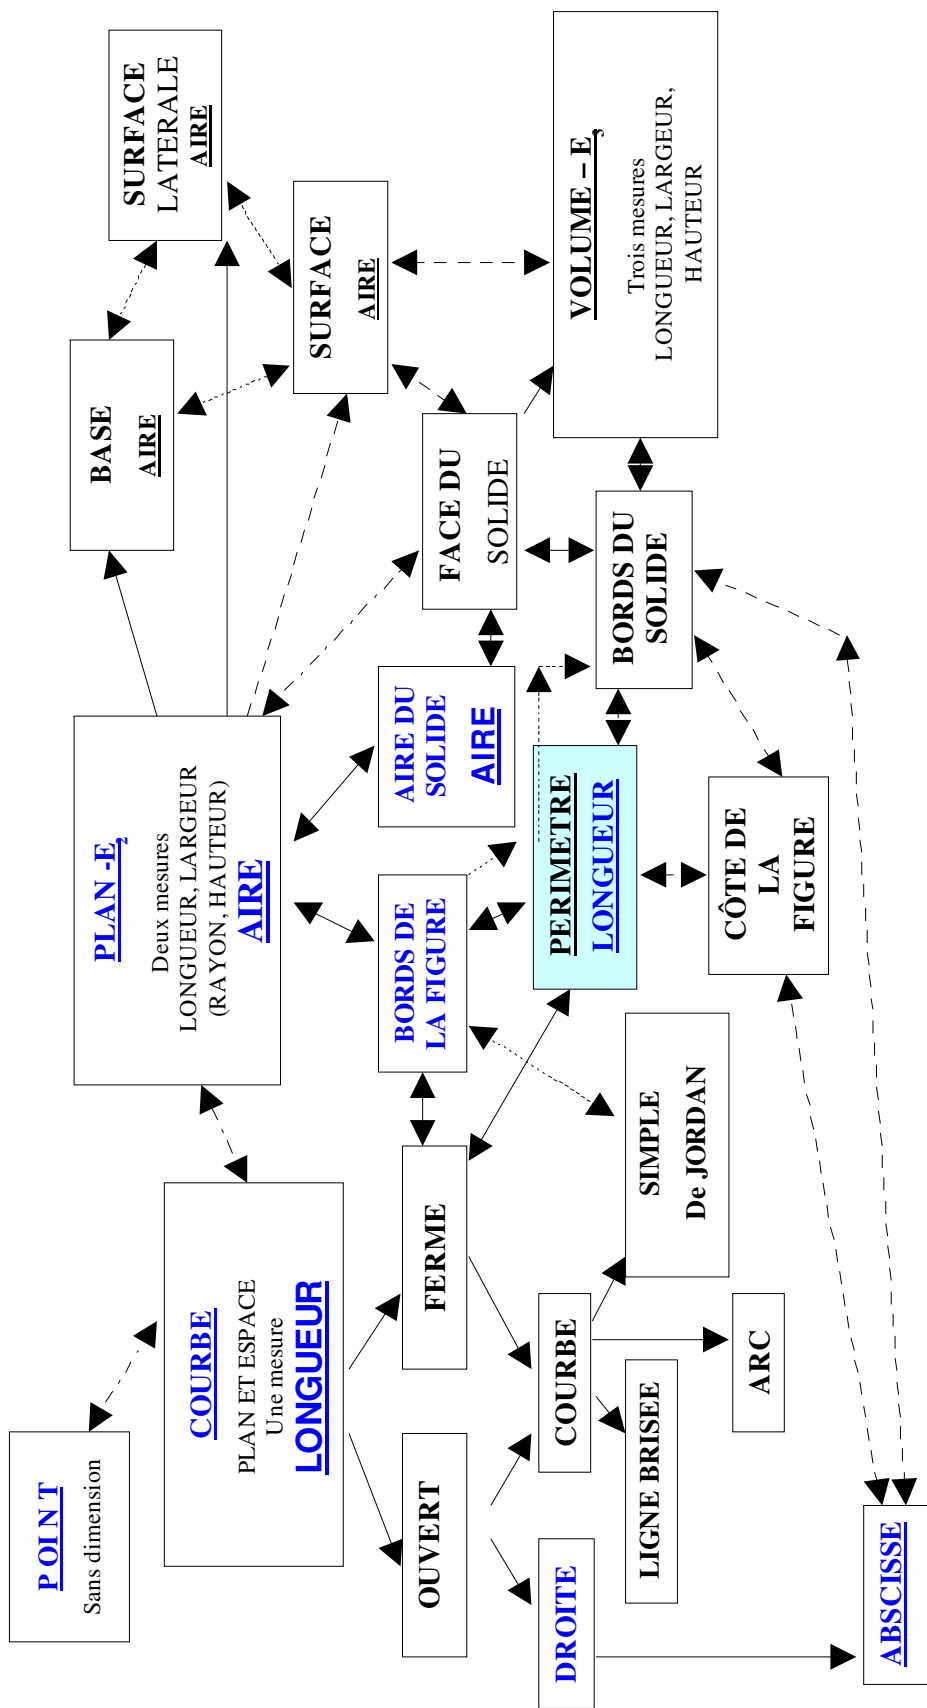 POINT
Sans dimension
COURBE
PLAN ET ESPACE
Une mesure
LONGUEUR
PLAN -E2
Deux mesures
LONGUEUR, LARGEUR
(RAYON, HAUTEUR)
AIRE
BASE
AIRE
SURFACE
LATERALE
AIRE
SURFACE
AIRE
OUVERT
FERME
BORDS DE
LA FIGURE
AIRE DU
SOLIDE
AIRE
FACE DU
SOLIDE
DROITE
COURBE
PERIMETRE
LONGUEUR
BORDS DU
SOLIDE
VOLUME – E3
Trois mesures
LONGUEUR, LARGEUR,
HAUTEUR
LIGNE BRISEE
SIMPLE
De JORDAN
ARC
CÔTE DE
LA
FIGURE
ABSCISSE